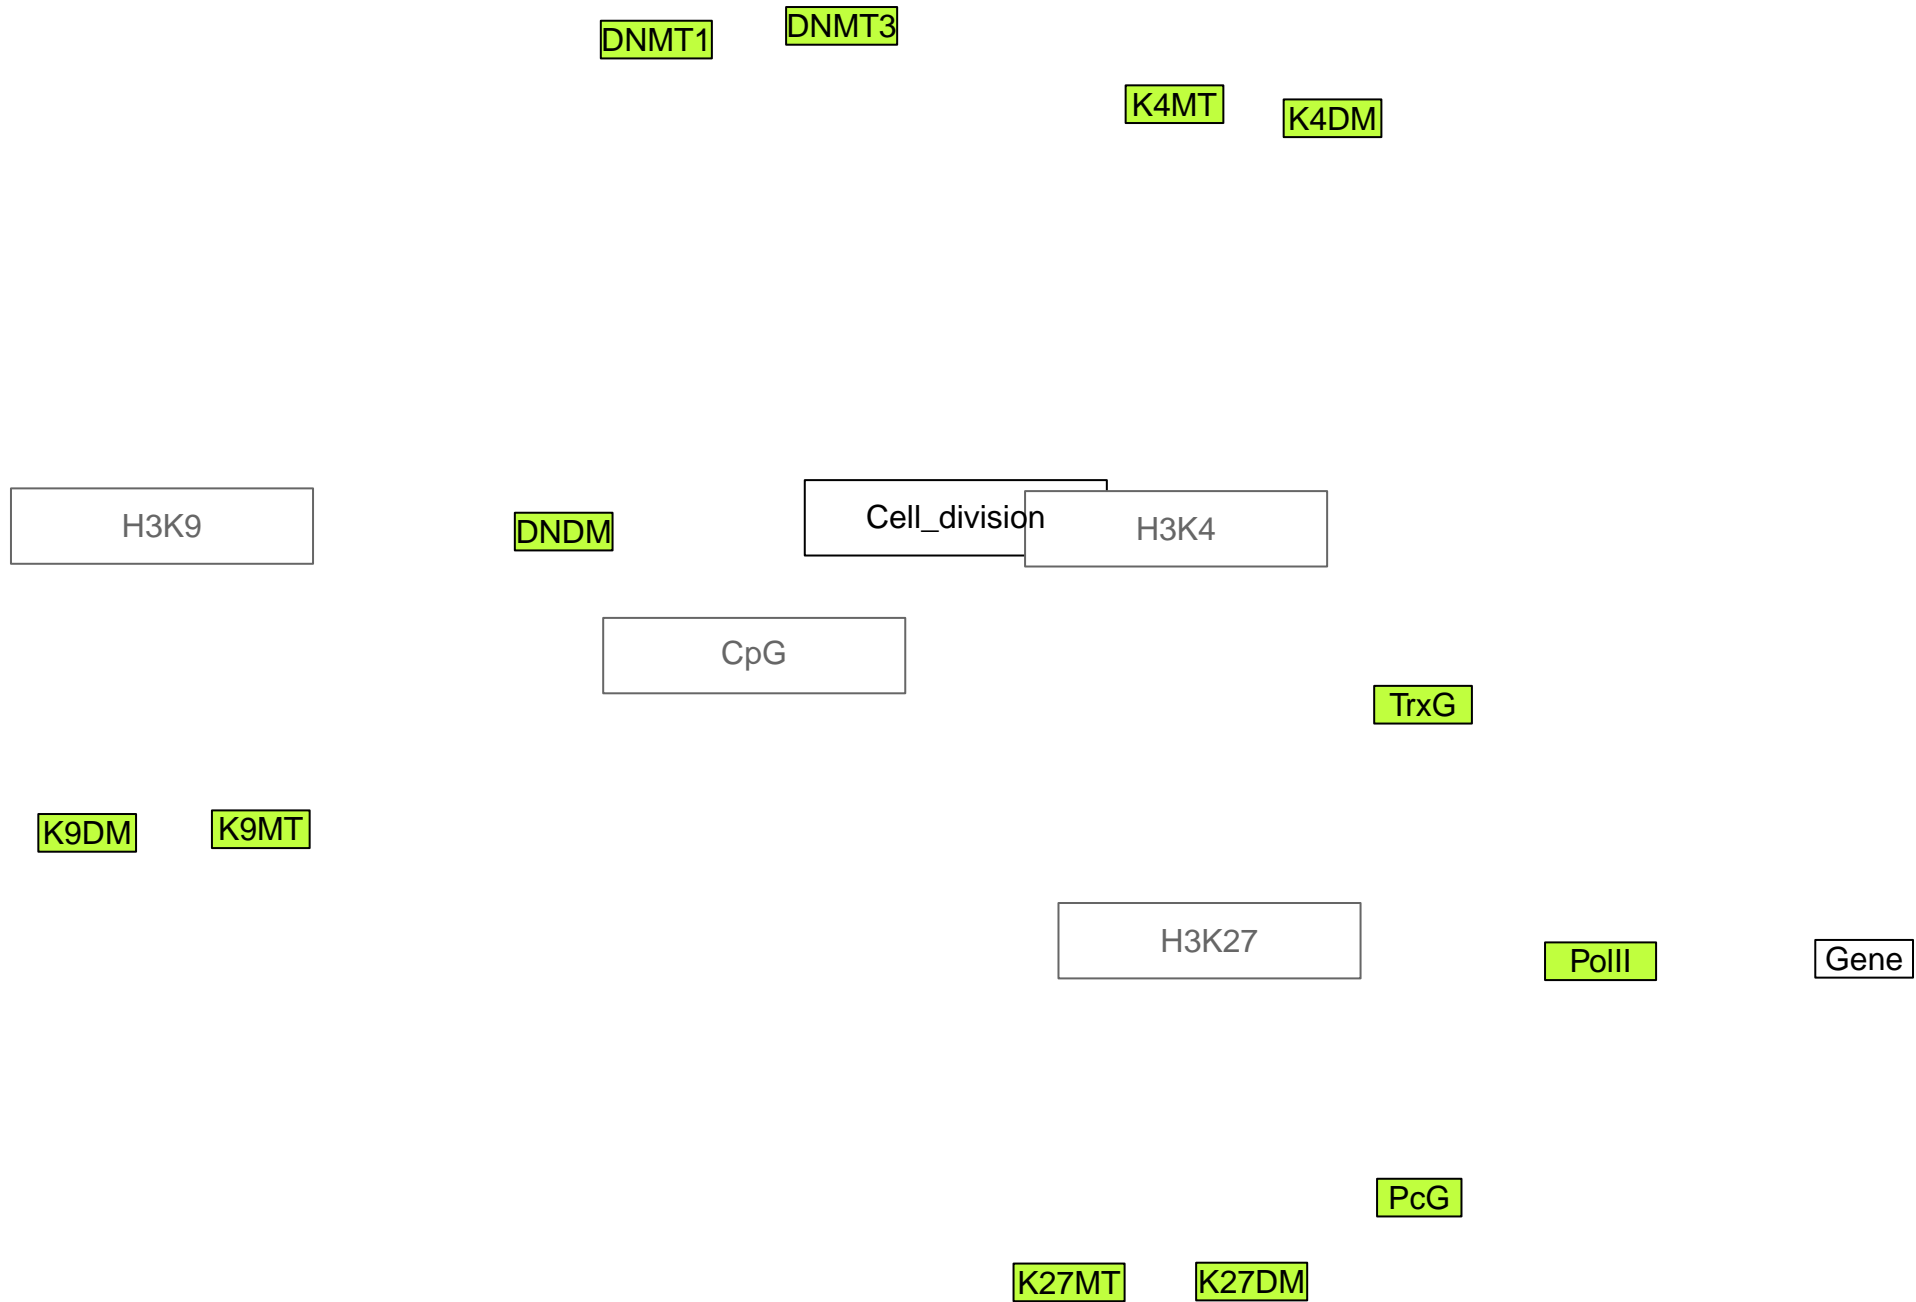 DNMT1
DNMT3
K4MT
K4DM
H3K9
DNDM
Cell_division
H3K4
CpG
TrxG
K9DM
K9MT
H3K27
PolII
Gene
PcG
K27MT
K27DM